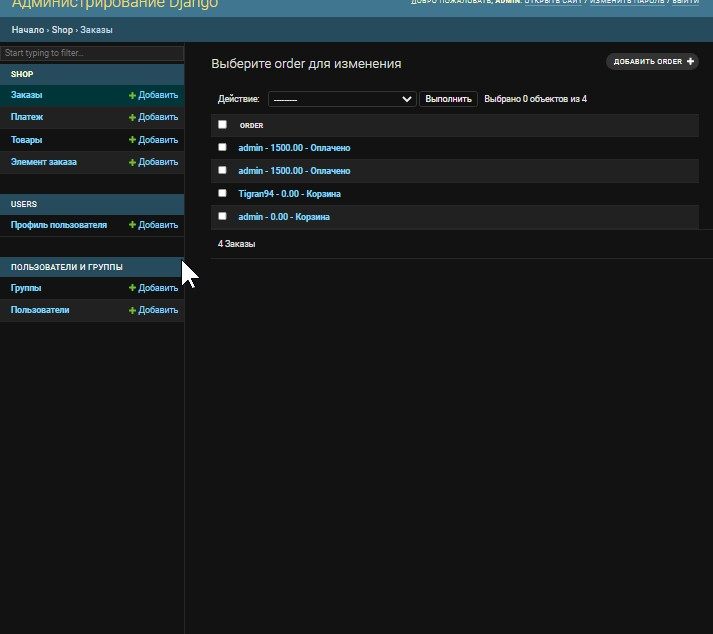 Администрирование Django
ДОБРО ПОЖАЛОВАТЬ, ADMIN. ОТКРЫТЬ САЙТ / ИЗМЕНИТЬ ПАРОЛЬ / ВЫЙТИ
Начало › Shop › Заказы
Start typing to filter...
SHOP
Заказы Добавить
Платеж Добавить
Товары Добавить
Элемент заказа Добавить
USERS
Профиль пользователя Добавить
ПОЛЬЗОВАТЕЛИ И ГРУППЫ
Группы Добавить
Пользователи Добавить
Выберите order для изменения
ДОБАВИТЬ ORDER
Действие: --------- Выполнить Выбрано 0 объектов из 4
ORDER
admin - 1500.00 - Оплачено
admin - 1500.00 - Оплачено
Tigran94 - 0.00 - Корзина
admin - 0.00 - Корзина
4 Заказы